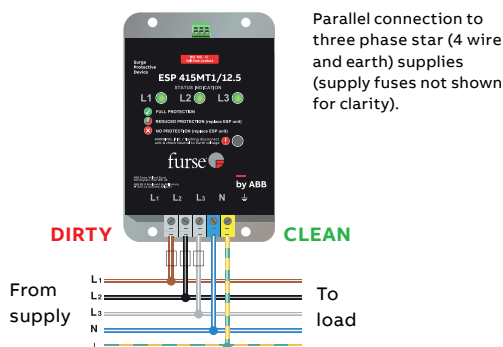 Parallel connection to
three phase star (4 wire
and earth) supplies
(supply fuses not shown
for clarity).
Surge
Protective
Device
ESP 415MT1/12.5
STATUS INDICATION
L1 L2 L3
FULL PROTECTION
REDUCED PROTECTION (replace ESP unit)
NO PROTECTION (replace ESP unit)
furse
by ABB
L1 L2 L3 N
DIRTY
CLEAN
From
supply
L1
L2
L3
N
To
load